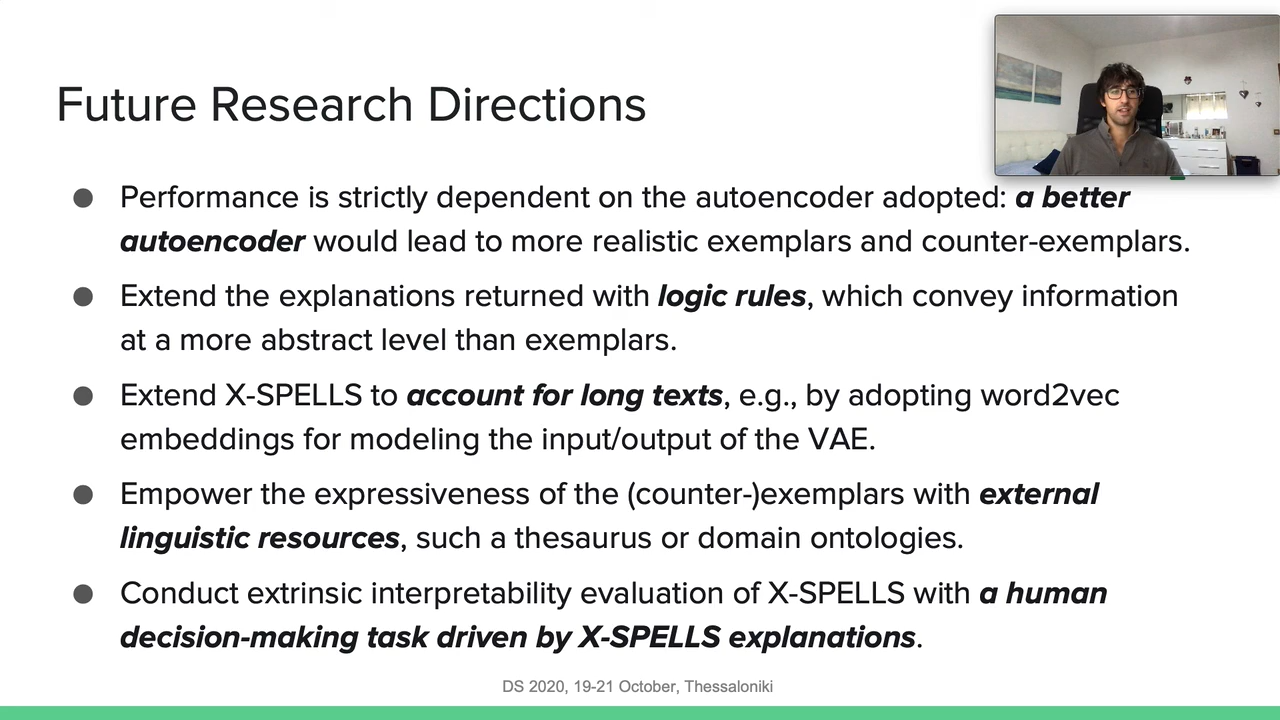 Future Research Directions
● Performance is strictly dependent on the autoencoder adopted: a better
autoencoder would lead to more realistic exemplars and counter-exemplars.
● Extend the explanations returned with logic rules, which convey information
at a more abstract level than exemplars.
● Extend X-SPELLS to account for long texts, e.g., by adopting word2vec
embeddings for modeling the input/output of the VAE.
● Empower the expressiveness of the (counter-)exemplars with external
linguistic resources, such a thesaurus or domain ontologies.
● Conduct extrinsic interpretability evaluation of X-SPELLS with a human
decision-making task driven by X-SPELLS explanations.
DS 2020, 19-21 October, Thessaloniki